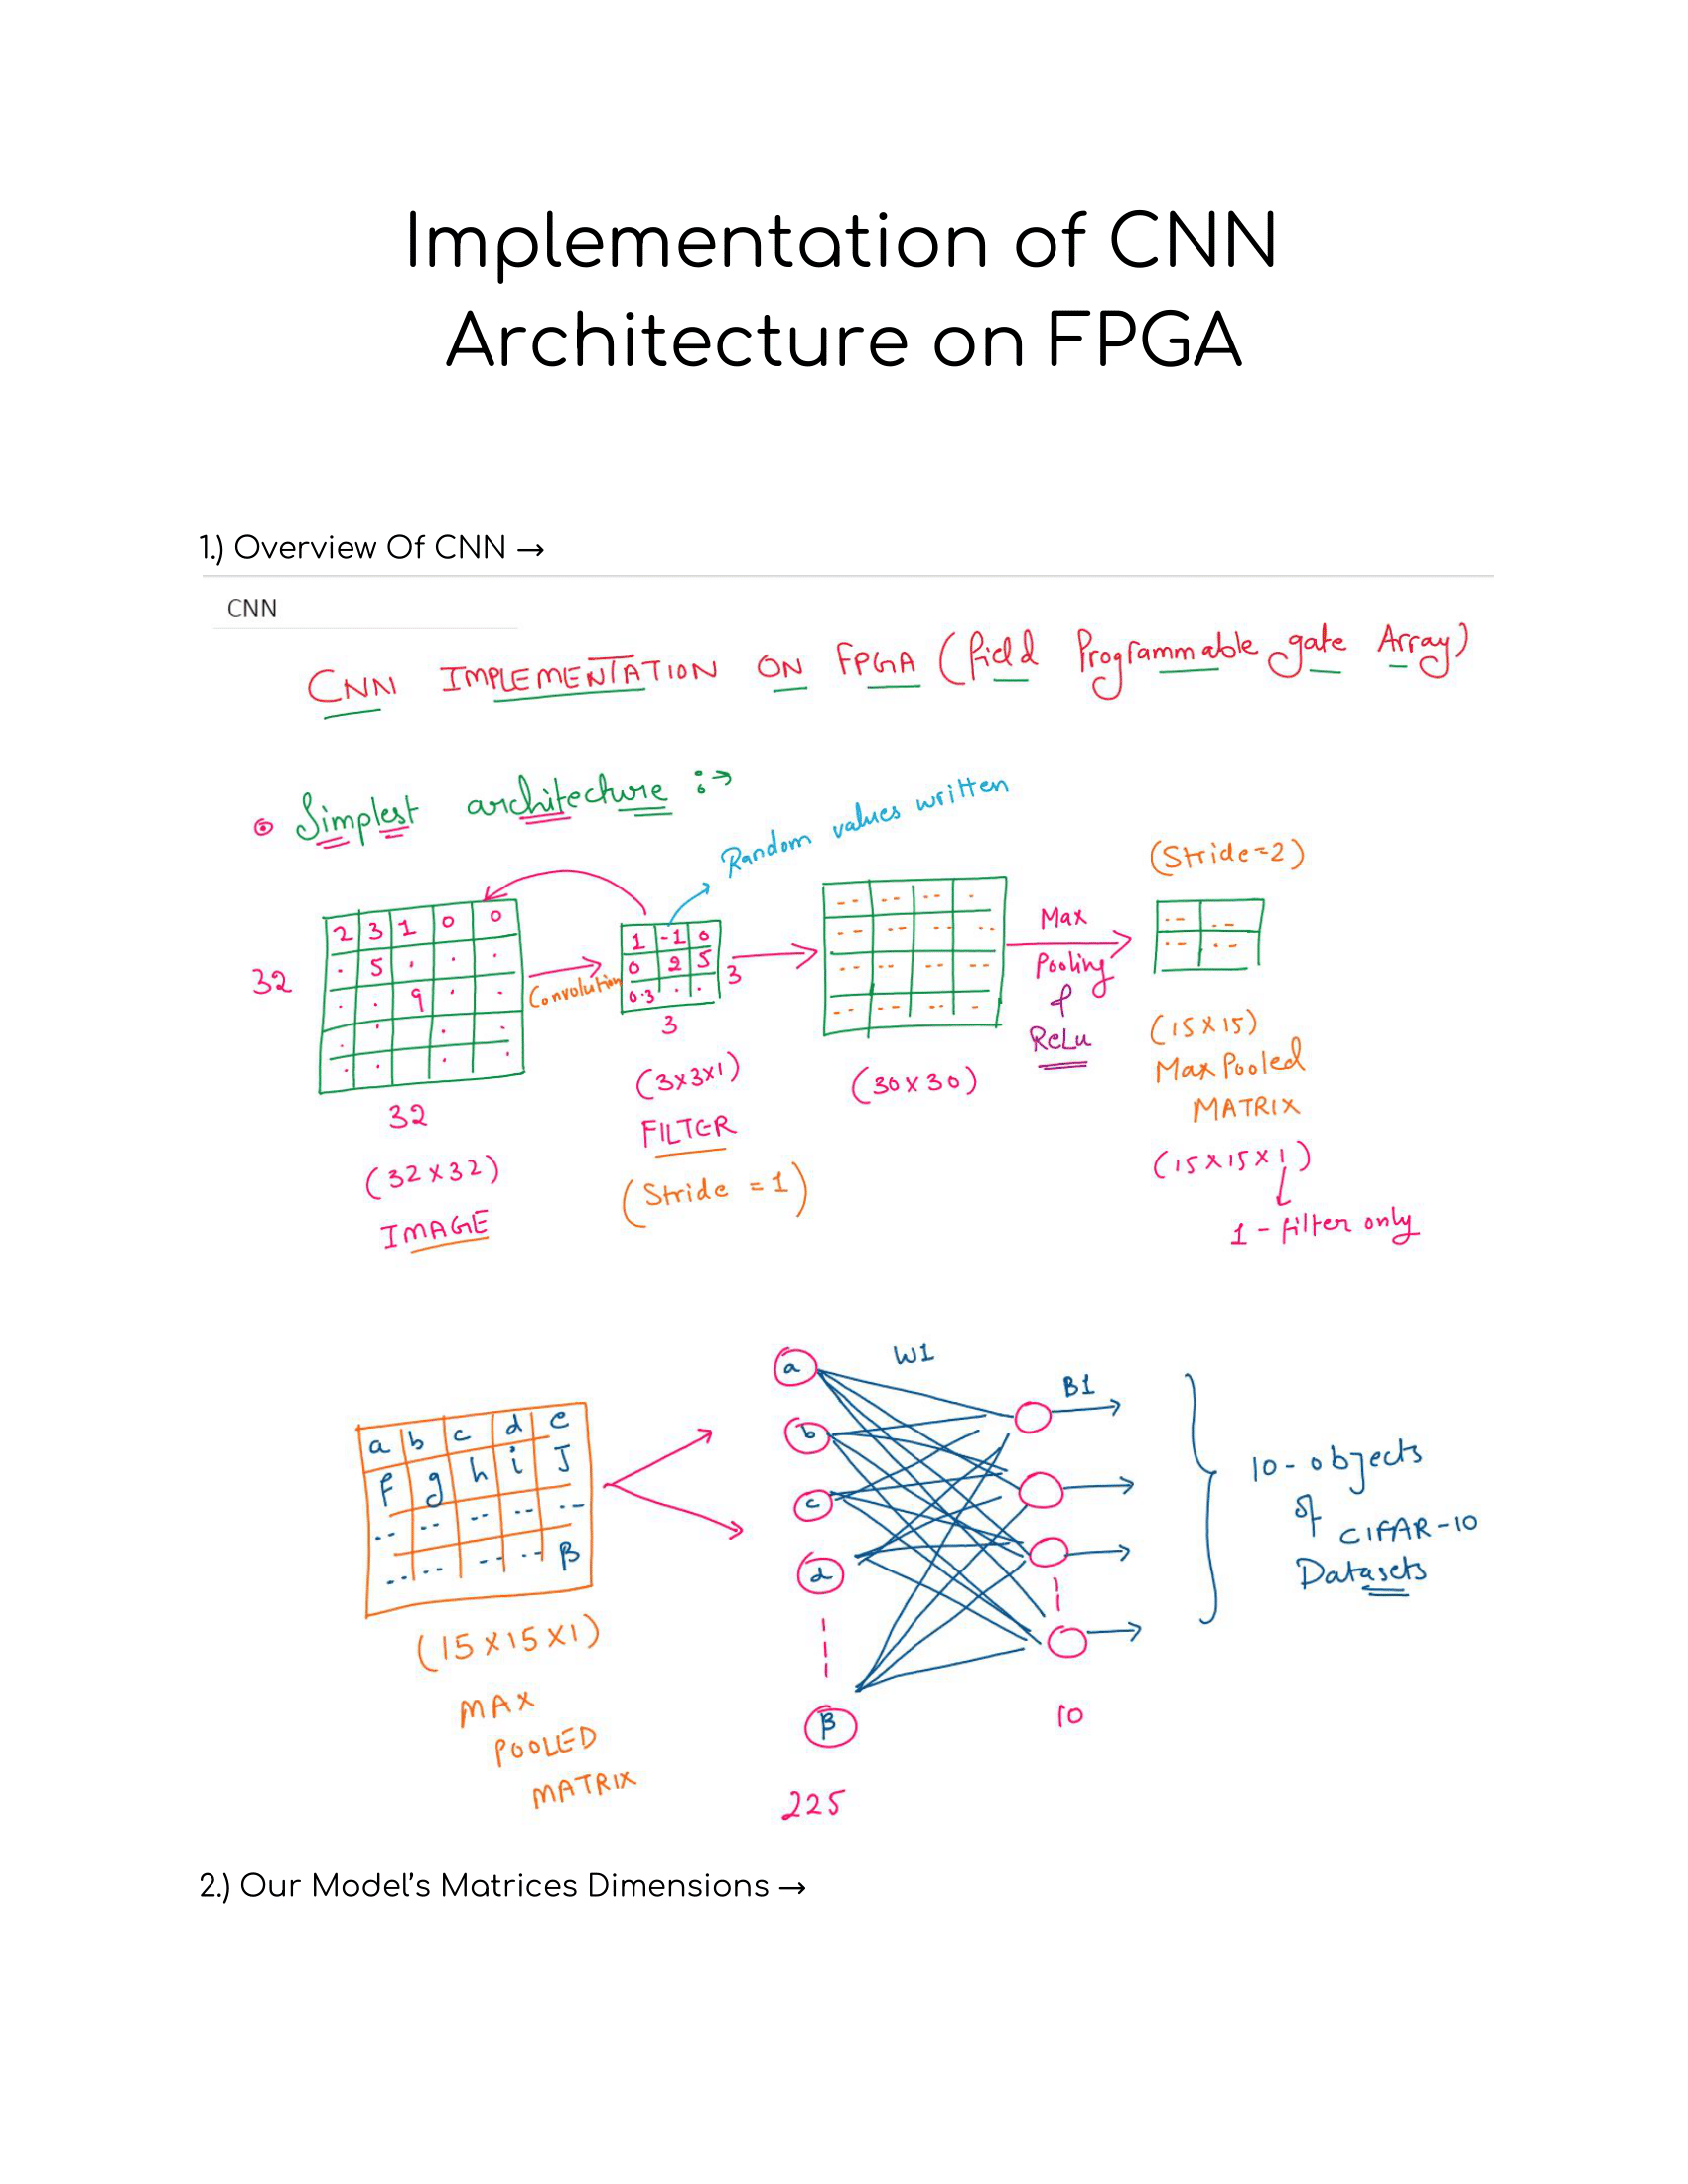 Implementation of CNN
Architecture on FPGA
1.) Overview Of CNN →
CNN
CNN IMPLEMENTATION ON FPGA (field Programmable gate Array)
Simplest architecture :→
Random values written
(Stride=2)
2 3 1 0 0
. 5 . . .
. . 9 . .
32
Convolution
1 -1 0
0 2 5
0.3 . .
3
3
Max
Pooling
&
ReLu
32
(32×32)
IMAGE
(3×3×1)
FILTER
(Stride = 1)
(30×30)
(15×15)
Max Pooled
MATRIX
(15×15×1)
1 - filter only
a b c d e
f g h i J
β
(15×15×1)
MAX
POOLED
MATRIX
a
b
c
d
β
225
W1
B1
10
10-objects
of CIFAR-10
Datasets
2.) Our Model's Matrices Dimensions →